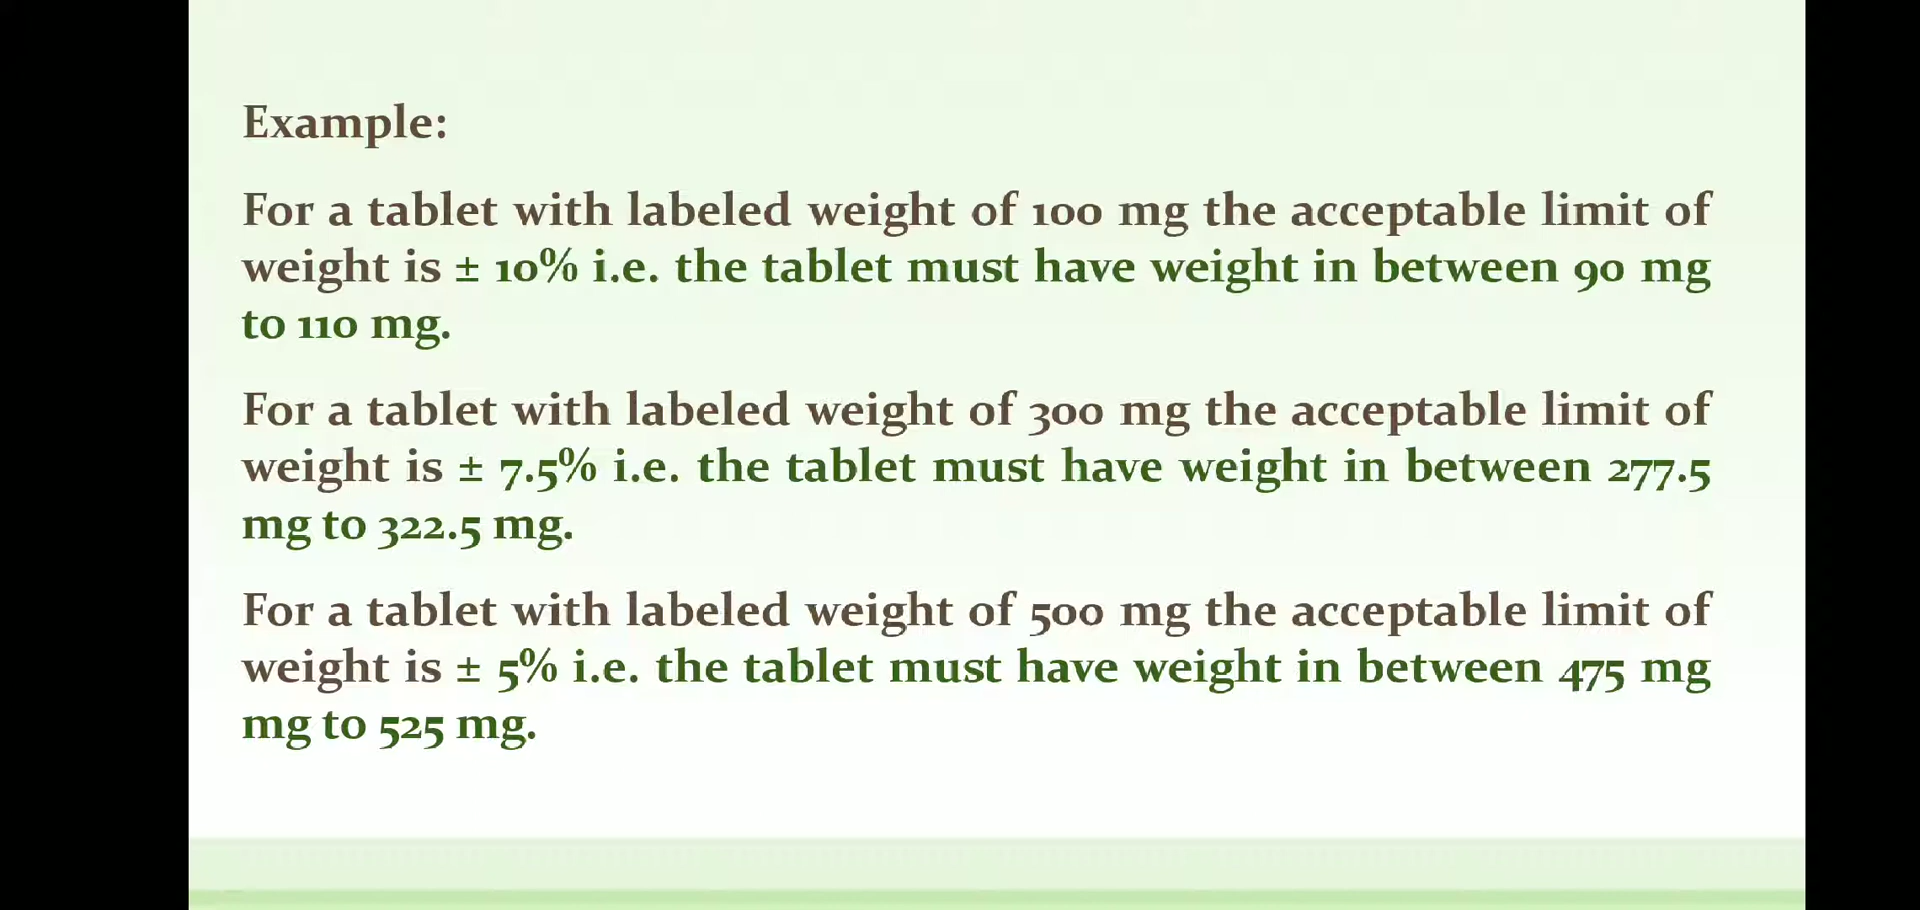 Example:
For a tablet with labeled weight of 100 mg the acceptable limit of
weight is ± 10% i.e. the tablet must have weight in between 90 mg
to 110 mg.
For a tablet with labeled weight of 300 mg the acceptable limit of
weight is ± 7.5% i.e. the tablet must have weight in between 277.5
mg to 322.5 mg.
For a tablet with labeled weight of 500 mg the acceptable limit of
weight is ± 5% i.e. the tablet must have weight in between 475 mg
mg to 525 mg.